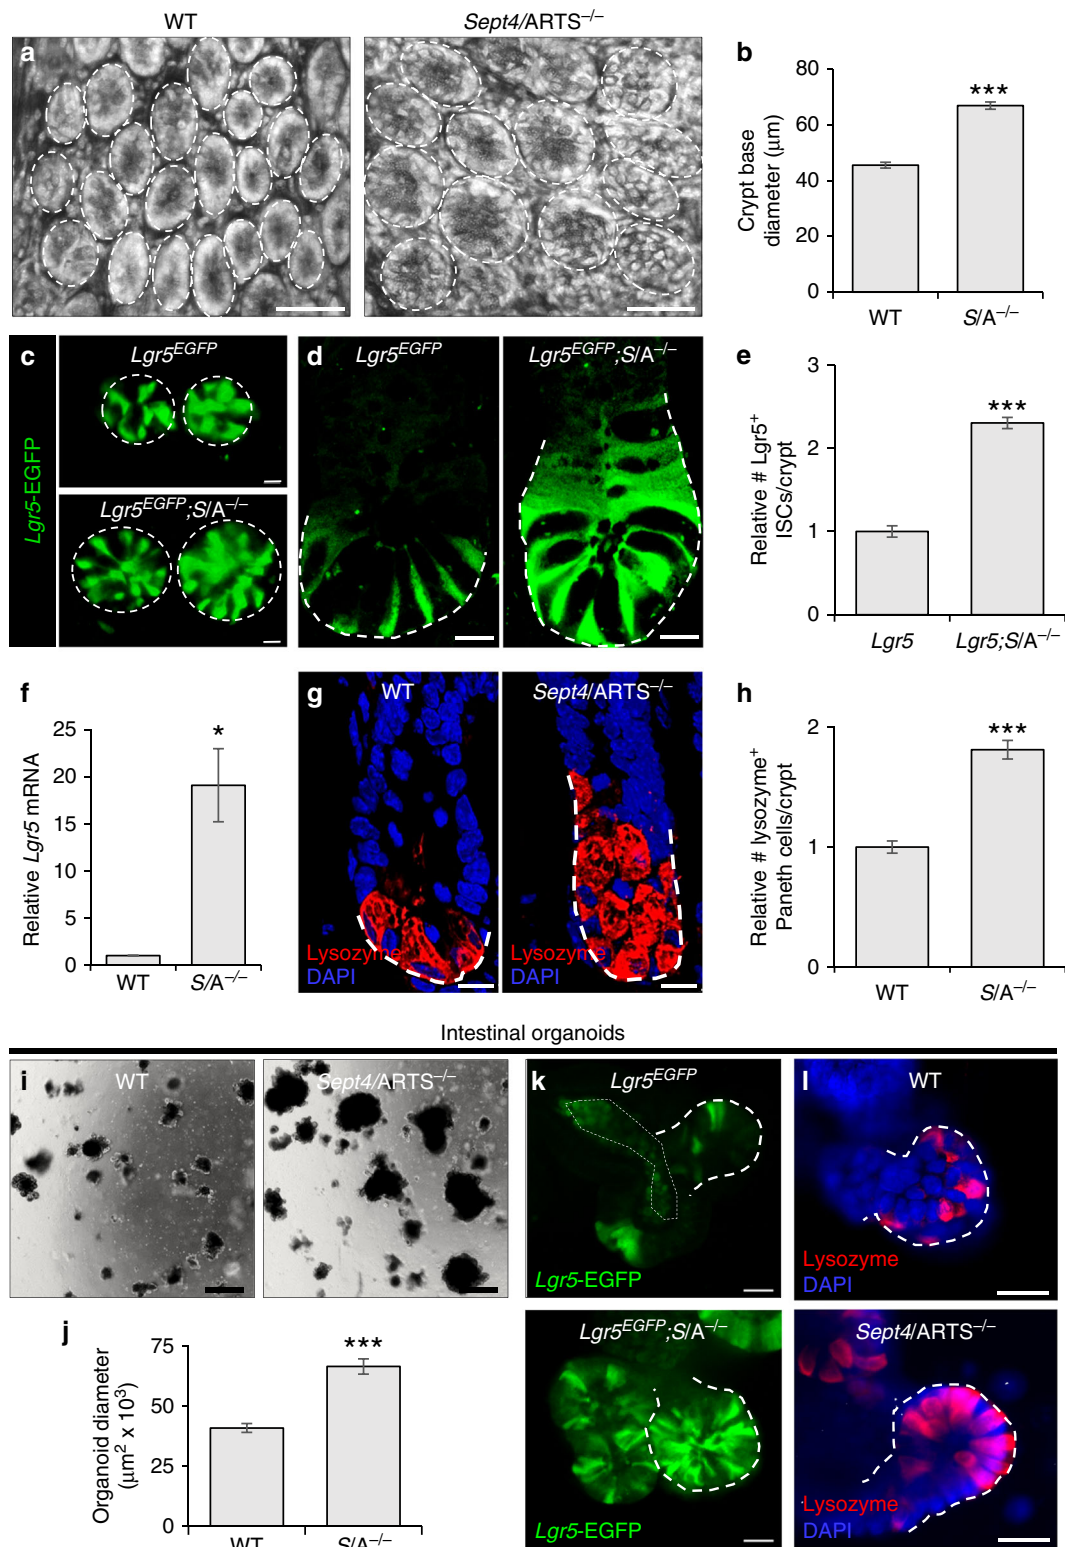 WT
Sept4/ARTS−/−
a
b
80
60
40
20
0
Crypt base
diameter (μm)
***
WT
S/A−/−
c
Lgr5-EGFP
Lgr5EGFP
Lgr5EGFP;S/A−/−
d
Lgr5EGFP
Lgr5EGFP;S/A−/−
e
3
2
1
0
Relative # Lgr5+
ISCs/crypt
***
Lgr5
Lgr5;S/A−/−
f
25
20
15
10
5
0
Relative Lgr5 mRNA
*
WT
S/A−/−
g
WT
Lysozyme
DAPI
Sept4/ARTS−/−
Lysozyme
DAPI
h
2
1
0
Relative # lysozyme+
Paneth cells/crypt
***
WT
S/A−/−
Intestinal organoids
i
WT
Sept4/ARTS−/−
j
75
50
25
0
Organoid diameter
(μm2 x 103)
***
WT
S/A−/−
k
Lgr5EGFP
Lgr5-EGFP
Lgr5EGFP;S/A−/−
Lgr5-EGFP
l
WT
Lysozyme
DAPI
Sept4/ARTS−/−
Lysozyme
DAPI